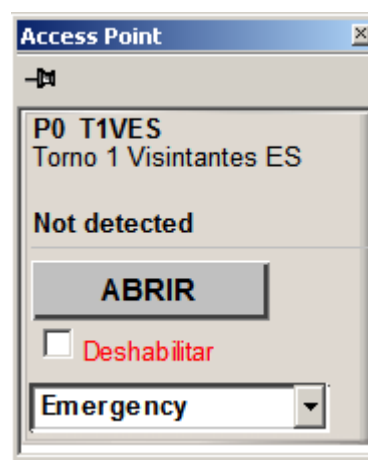 Access Point
P0 T1VES
Torno 1 Visintantes ES
Not detected
ABRIR
Deshabilitar
Emergency